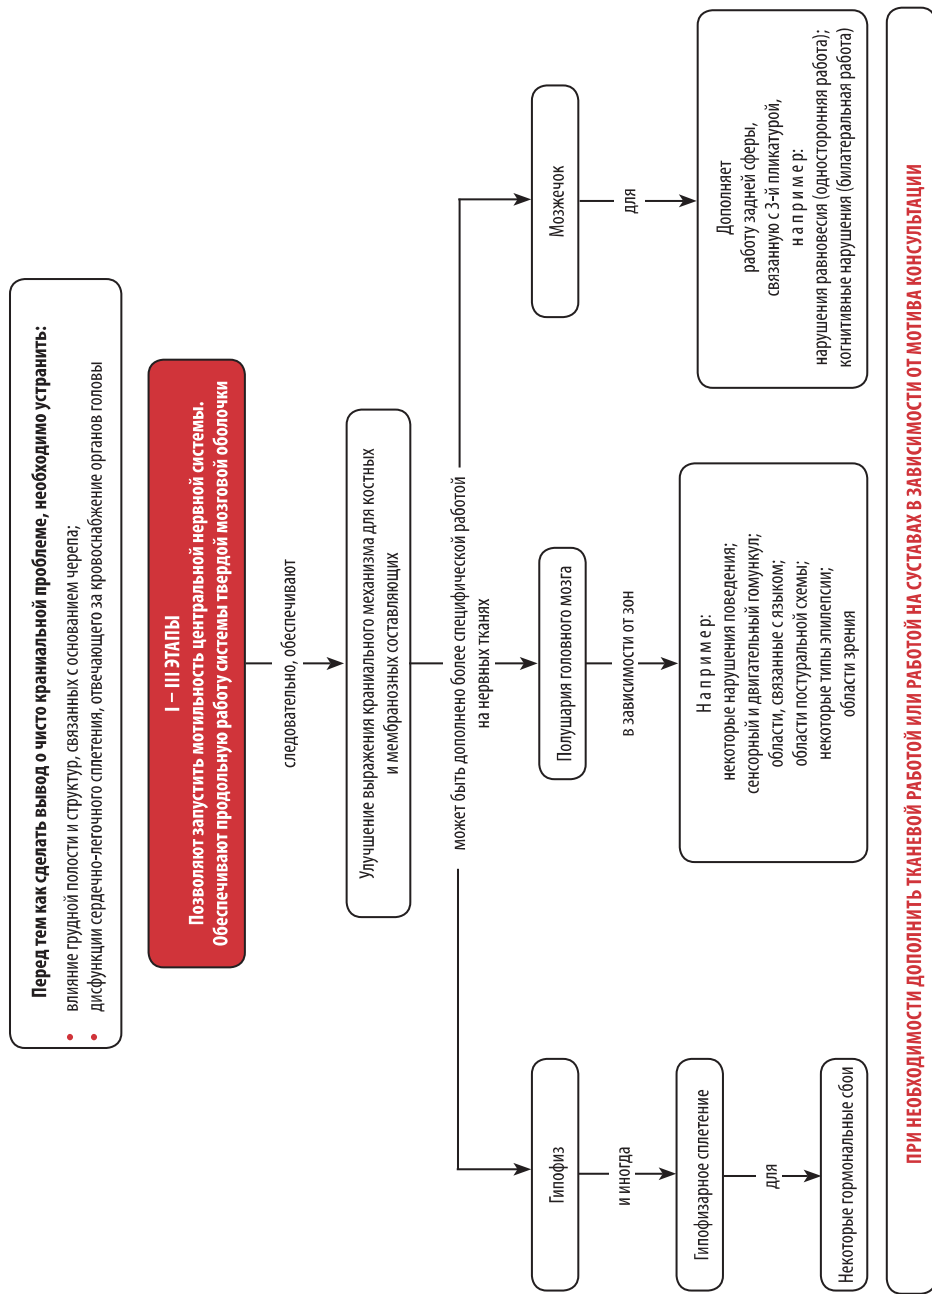 Перед тем как сделать вывод о чисто краниальной проблеме, необходимо устранить:
• влияние грудной полости и структур, связанных с основанием черепа;
• дисфункции сердечно-легочного сплетения, отвечающего за кровоснабжение органов головы
I – III ЭТАПЫ
Позволяют запустить мотильность центральной нервной системы.
Обеспечивают продольную работу системы твердой мозговой оболочки
следовательно, обеспечивают
Улучшение выражения краниального механизма для костных
и мембранозных составляющих
может быть дополнено более специфической работой
на нервных тканях
Гипофиз
и иногда
Гипофизарное сплетение
для
Некоторые гормональные сбои
Полушария головного мозга
в зависимости от зон
Например:
некоторые нарушения поведения;
сенсорный и двигательный гомункул;
области, связанные с языком;
области постуральной схемы;
некоторые типы эпилепсии;
области зрения
Мозжечок
для
Дополняет
работу задней сферы,
связанную с 3-й пликатурой,
например:
нарушения равновесия (односторонняя работа);
когнитивные нарушения (билатеральная работа)
ПРИ НЕОБХОДИМОСТИ ДОПОЛНИТЬ ТКАНЕВОЙ РАБОТОЙ ИЛИ РАБОТОЙ НА СУСТАВАХ В ЗАВИСИМОСТИ ОТ МОТИВА КОНСУЛЬТАЦИИ